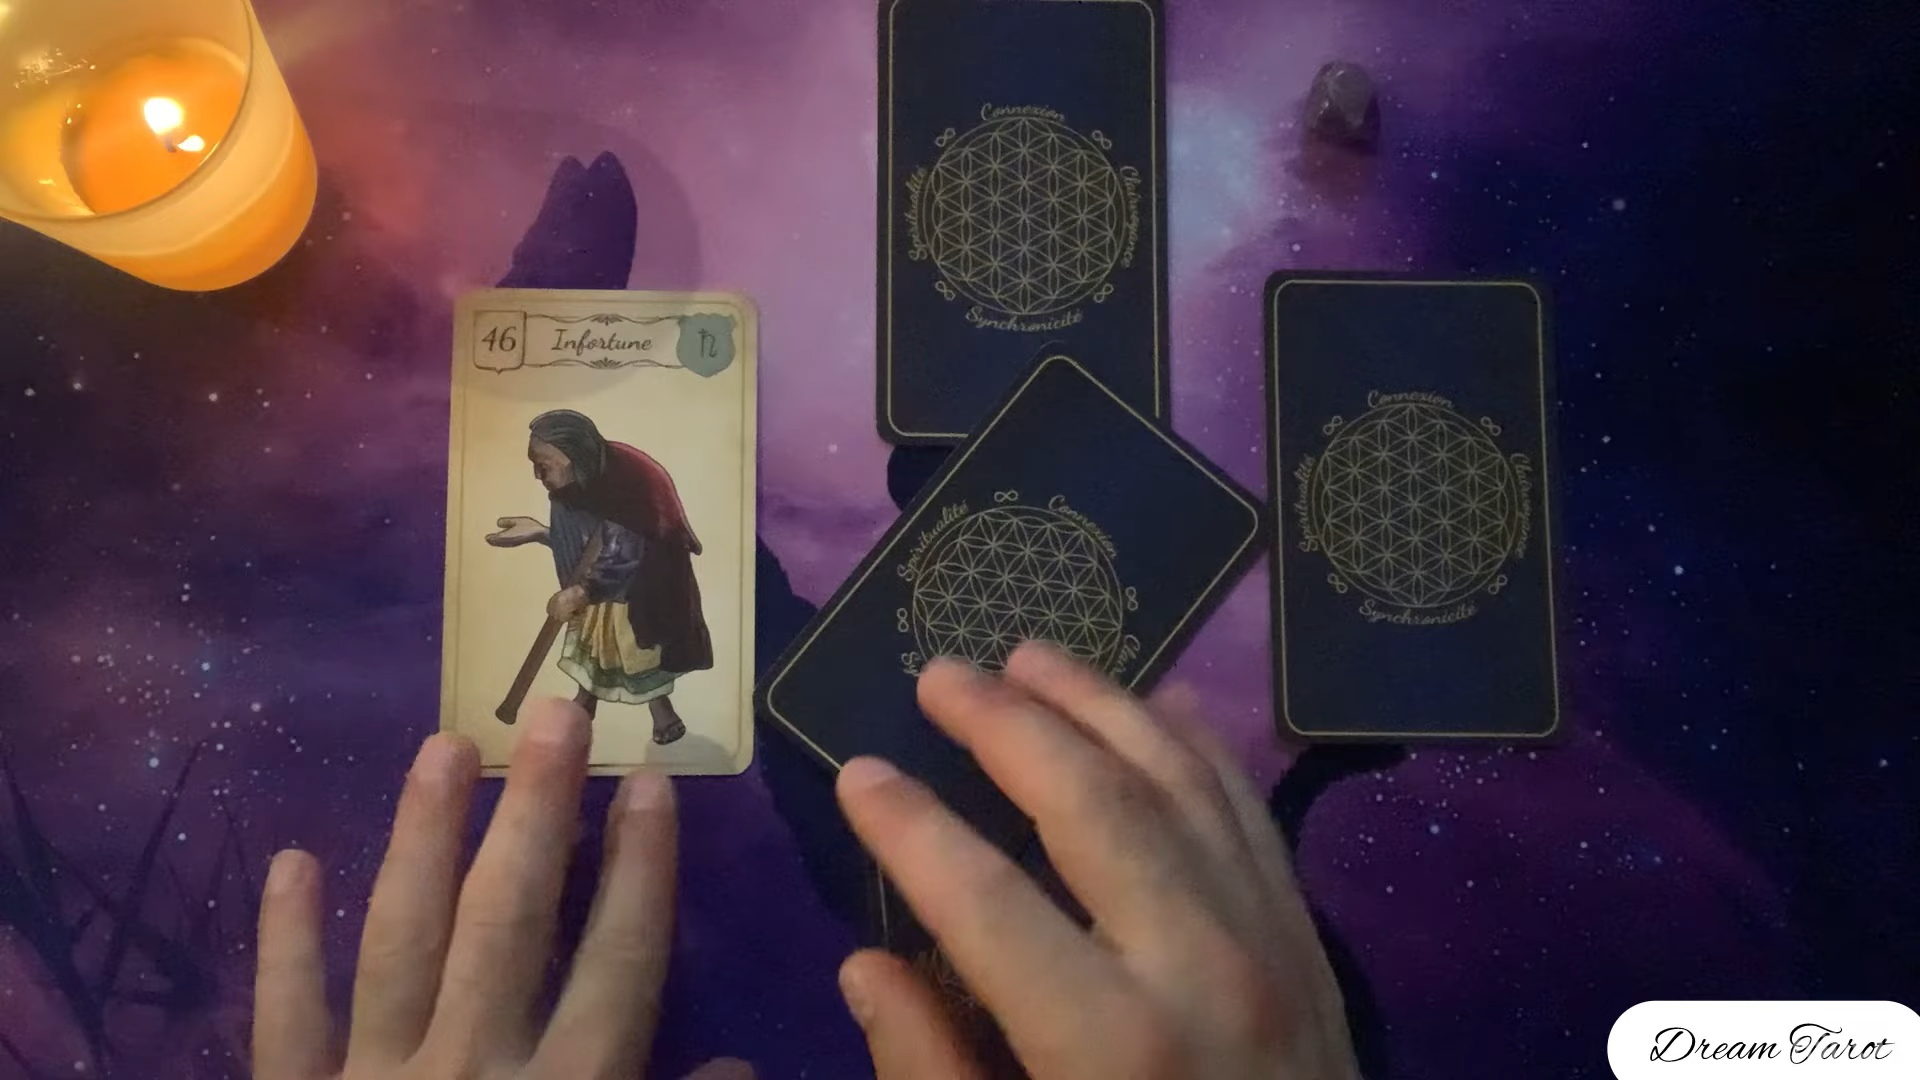 46 Infortune
Connexion
Clairvoyance
Spiritualité
Synchronicité
Spiritualité
Connexion
Connexion
Clairvoyance
Spiritualité
Synchronicité
Dream Tarot